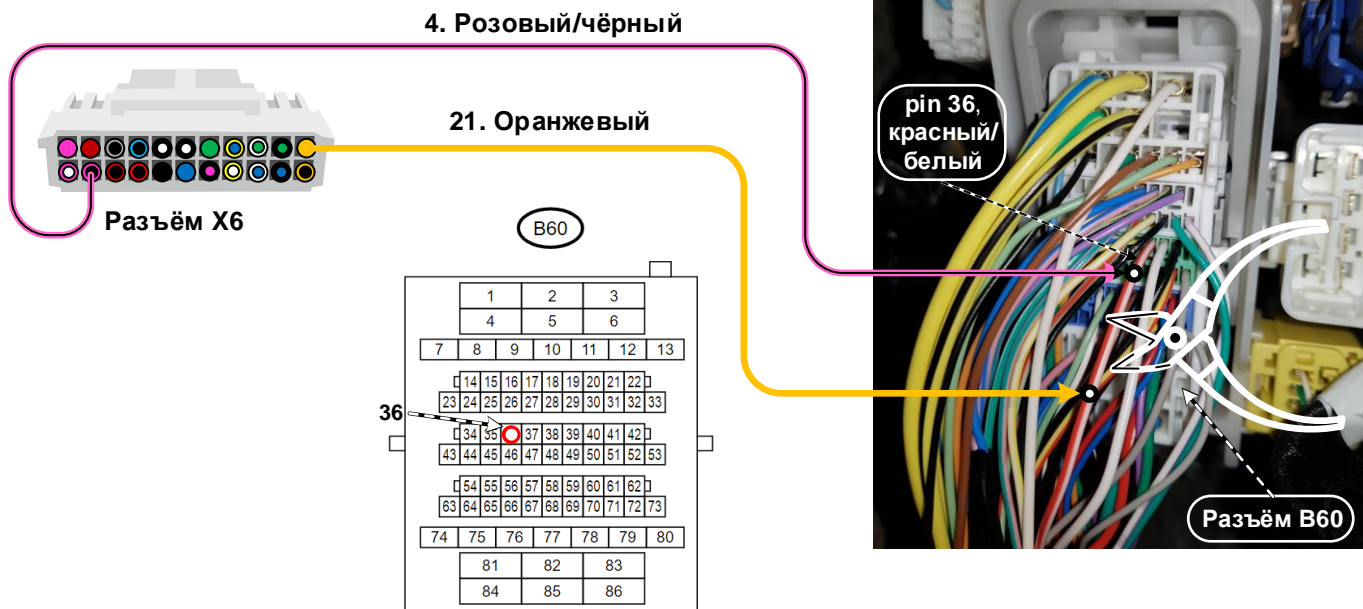 4. Розовый/чёрный
21. Оранжевый
Разъём X6
pin 36,
красный/
белый
B60
1 2 3
4 5 6
7 8 9 10 11 12 13
14 15 16 17 18 19 20 21 22
23 24 25 26 27 28 29 30 31 32 33
36
34 35 37 38 39 40 41 42
43 44 45 46 47 48 49 50 51 52 53
54 55 56 57 58 59 60 61 62
63 64 65 66 67 68 69 70 71 72 73
74 75 76 77 78 79 80
81 82 83
84 85 86
Разъём B60